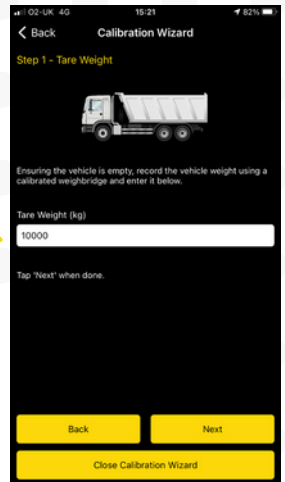 O2-UK 4G 15:21 82%
Back Calibration Wizard
Step 1 - Tare Weight
Ensuring the vehicle is empty, record the vehicle weight using a
calibrated weighbridge and enter it below.
Tare Weight (kg)
10000
Tap 'Next' when done.
Back Next
Close Calibration Wizard